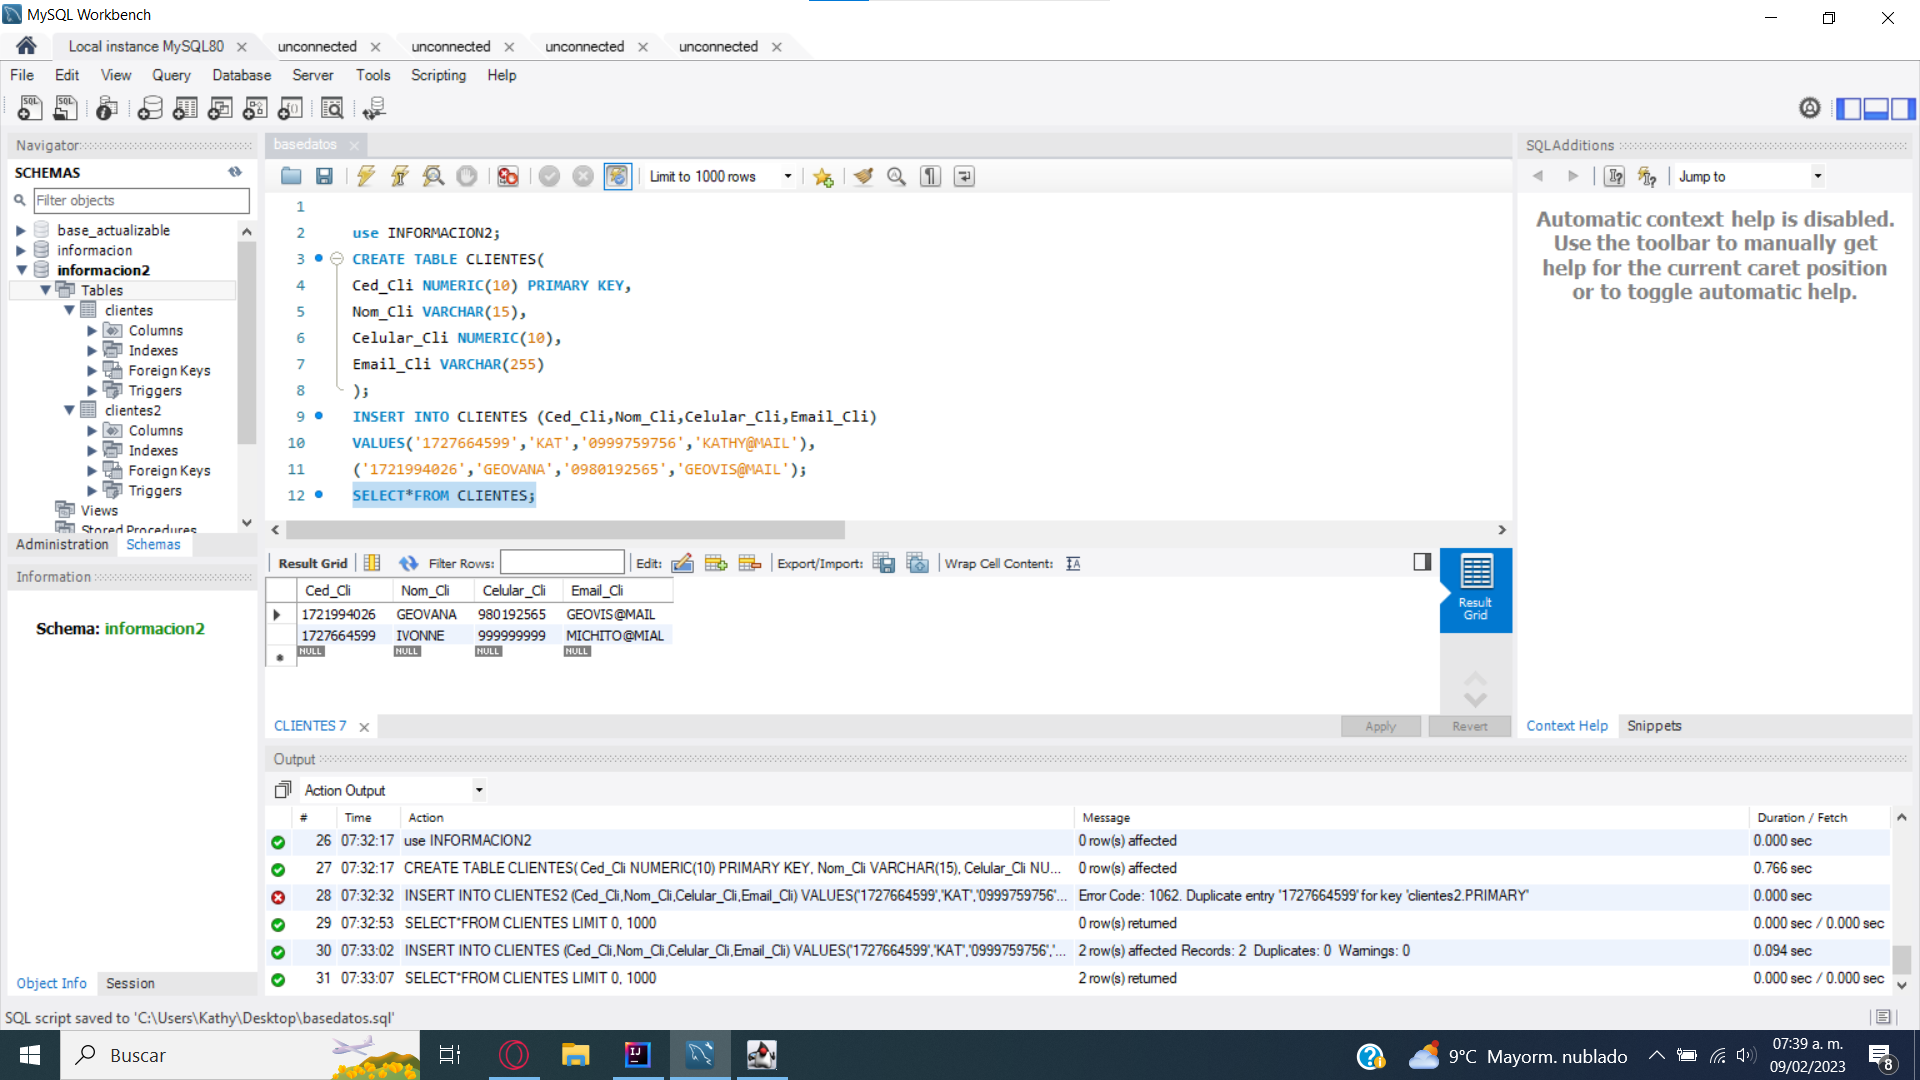 MySQL Workbench
Local instance MySQL80
unconnected
unconnected
unconnected
unconnected
File Edit View Query Database Server Tools Scripting Help
Navigator
SCHEMAS
Filter objects
base_actualizable
informacion
informacion2
Tables
clientes
Columns
Indexes
Foreign Keys
Triggers
clientes2
Columns
Indexes
Foreign Keys
Triggers
Views
Stored Procedures
Administration Schemas
Information
Schema: informacion2
Object Info Session
basedatos
Limit to 1000 rows
1
2 use INFORMACION2;
3 CREATE TABLE CLIENTES(
4 Ced_Cli NUMERIC(10) PRIMARY KEY,
5 Nom_Cli VARCHAR(15),
6 Celular_Cli NUMERIC(10),
7 Email_Cli VARCHAR(255)
8 );
9 INSERT INTO CLIENTES (Ced_Cli,Nom_Cli,Celular_Cli,Email_Cli)
10 VALUES('1727664599','KAT','0999759756','KATHY@MAIL'),
11 ('1721994026','GEOVANA','0980192565','GEOVIS@MAIL');
12 SELECT*FROM CLIENTES;
Result Grid Filter Rows: Edit: Export/Import: Wrap Cell Content:
Ced_Cli Nom_Cli Celular_Cli Email_Cli
1721994026 GEOVANA 980192565 GEOVIS@MAIL
1727664599 IVONNE 999999999 MICHITO@MIAL
NULL NULL NULL NULL
Result
Grid
CLIENTES 7
Apply Revert
SQLAdditions
Jump to
Automatic context help is disabled.
Use the toolbar to manually get
help for the current caret position
or to toggle automatic help.
Context Help Snippets
Output
Action Output
# Time Action Message Duration / Fetch
26 07:32:17 use INFORMACION2 0 row(s) affected 0.000 sec
27 07:32:17 CREATE TABLE CLIENTES( Ced_Cli NUMERIC(10) PRIMARY KEY, Nom_Cli VARCHAR(15), Celular_Cli NU... 0 row(s) affected 0.766 sec
28 07:32:32 INSERT INTO CLIENTES2 (Ced_Cli,Nom_Cli,Celular_Cli,Email_Cli) VALUES('1727664599','KAT','0999759756'... Error Code: 1062. Duplicate entry '1727664599' for key 'clientes2.PRIMARY' 0.000 sec
29 07:32:53 SELECT*FROM CLIENTES LIMIT 0, 1000 0 row(s) returned 0.000 sec / 0.000 sec
30 07:33:02 INSERT INTO CLIENTES (Ced_Cli,Nom_Cli,Celular_Cli,Email_Cli) VALUES('1727664599','KAT','0999759756','... 2 row(s) affected Records: 2 Duplicates: 0 Warnings: 0 0.094 sec
31 07:33:07 SELECT*FROM CLIENTES LIMIT 0, 1000 2 row(s) returned 0.000 sec / 0.000 sec
SQL script saved to 'C:\Users\Kathy\Desktop\basedatos.sql'
Buscar
9°C Mayorm. nublado
07:39 a. m.
09/02/2023
8